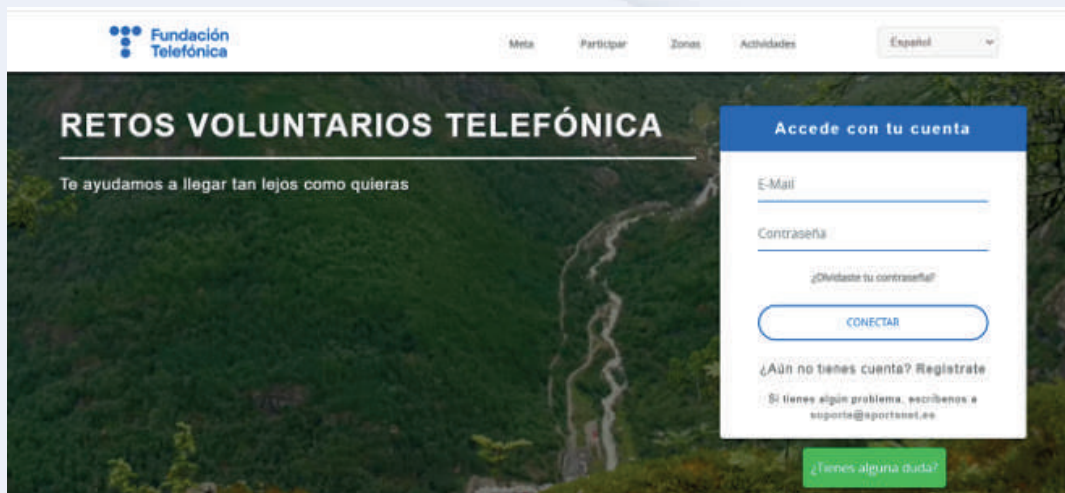 Fundación
Telefónica
Meta Participar Zonas Actividades Español
RETOS VOLUNTARIOS TELEFÓNICA
Te ayudamos a llegar tan lejos como quieras
Accede con tu cuenta
E-Mail
Contraseña
¿Olvidaste tu contraseña?
CONECTAR
¿Aún no tienes cuenta? Registrate
Si tienes algún problema, escríbenos a
soporte@sportsnet.es
¿Tienes alguna duda?